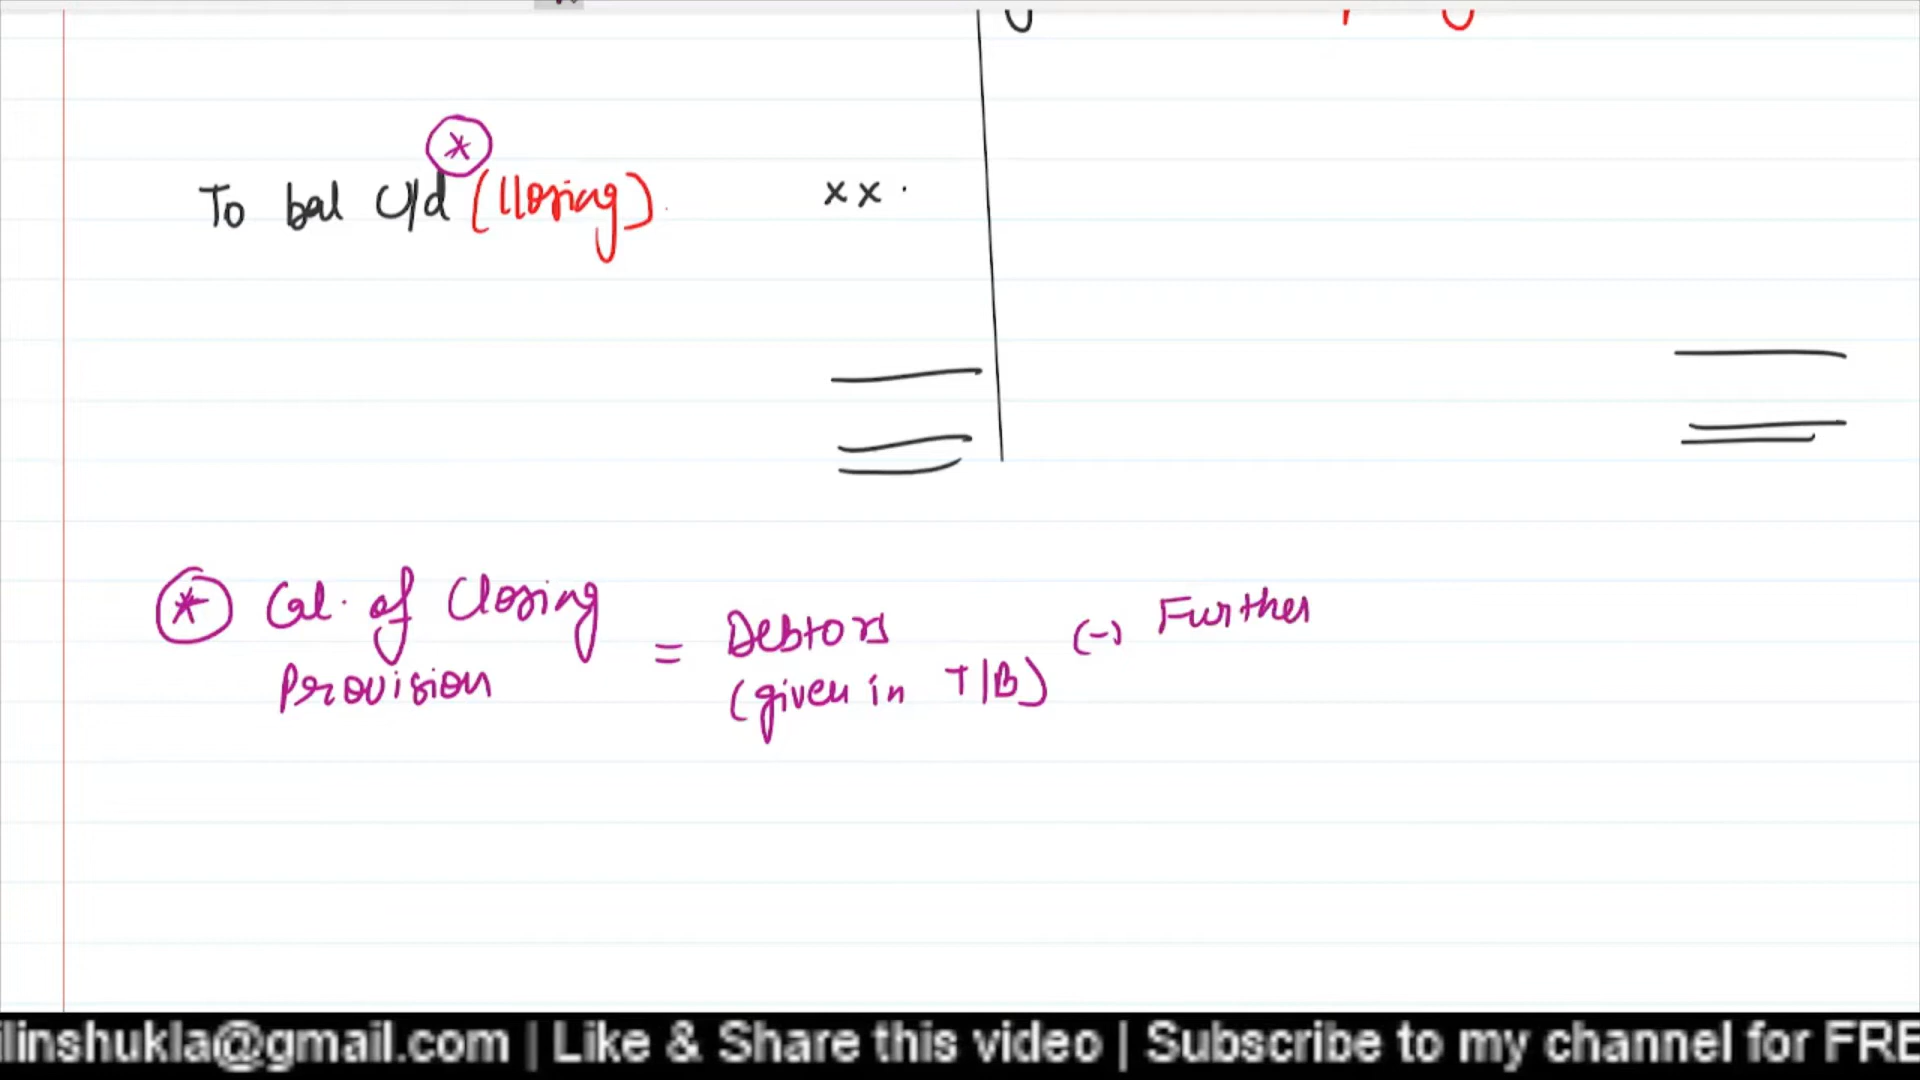 To bal c/d (Closing). xx.
*
* Cal. of Closing Provision = Debtors (given in T/B) (-) Further
ilinshukla@gmail.com | Like & Share this video | Subscribe to my channel for FRE